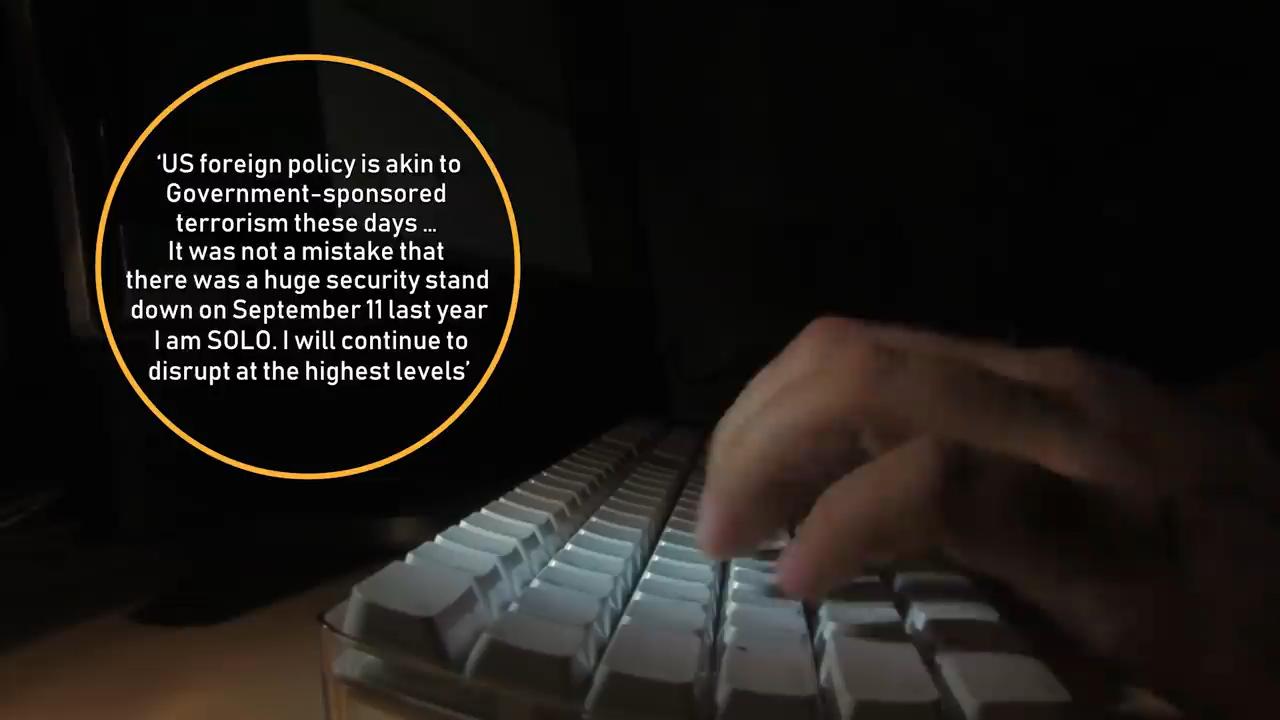 ‘US foreign policy is akin to
Government-sponsored
terrorism these days ...
It was not a mistake that
there was a huge security stand
down on September 11 last year
I am SOLO. I will continue to
disrupt at the highest levels’